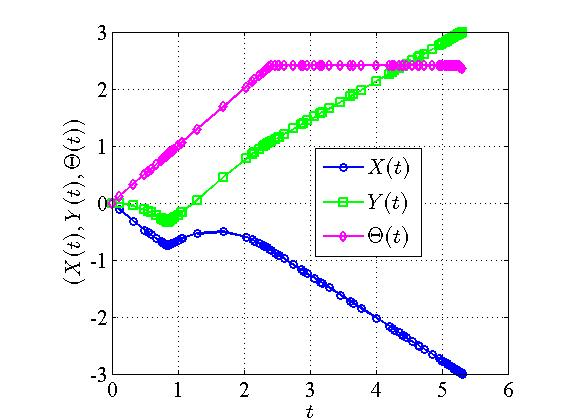 3
2
1
0
-1
-2
-3
(X(t), Y(t), Θ(t))
X(t)
Y(t)
Θ(t)
0 1 2 3 4 5 6
t